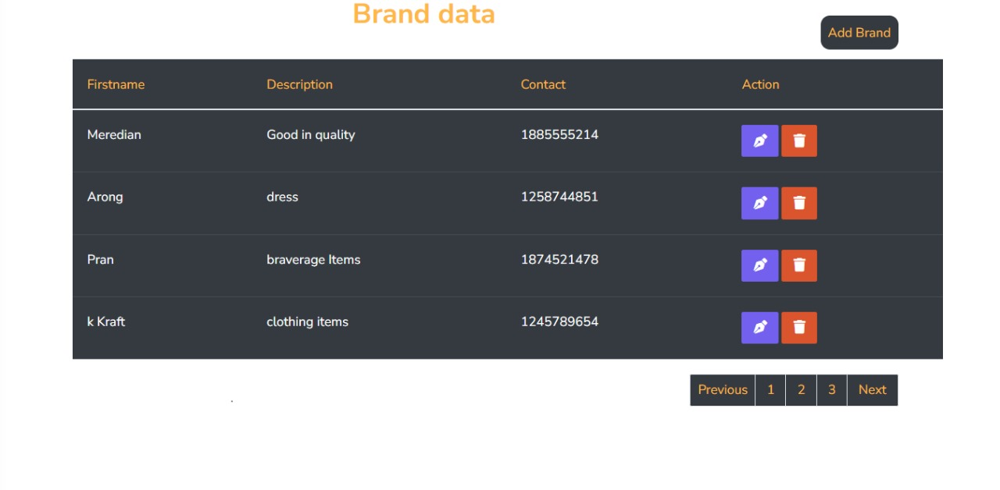 Brand data
Add Brand
Firstname Description Contact Action
Meredian Good in quality 1885555214
Arong dress 1258744851
Pran braverage Items 1874521478
k Kraft clothing items 1245789654
Previous 1 2 3 Next
.